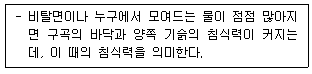 - 비탈면이나 누구에서 모여드는 물이 점점 많아지
면 구곡의 바닥과 양쪽 기슭의 침식력이 커지는
데, 이 때의 침식력을 의미한다.